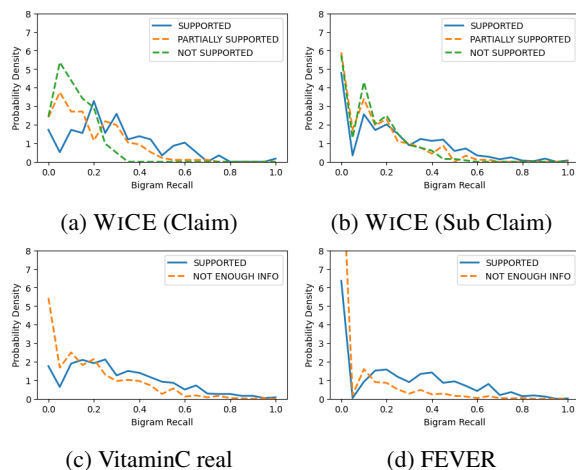 8
7
6
5
4
3
2
1
0
Probability Density
SUPPORTED
PARTIALLY SUPPORTED
NOT SUPPORTED
0.0 0.2 0.4 0.6 0.8 1.0
Bigram Recall
(a) WICE (Claim)
8
7
6
5
4
3
2
1
0
Probability Density
SUPPORTED
PARTIALLY SUPPORTED
NOT SUPPORTED
0.0 0.2 0.4 0.6 0.8 1.0
Bigram Recall
(b) WICE (Sub Claim)
8
7
6
5
4
3
2
1
0
Probability Density
SUPPORTED
NOT ENOUGH INFO
0.0 0.2 0.4 0.6 0.8 1.0
Bigram Recall
(c) VitaminC real
8
7
6
5
4
3
2
1
0
Probability Density
SUPPORTED
NOT ENOUGH INFO
0.0 0.2 0.4 0.6 0.8 1.0
Bigram Recall
(d) FEVER